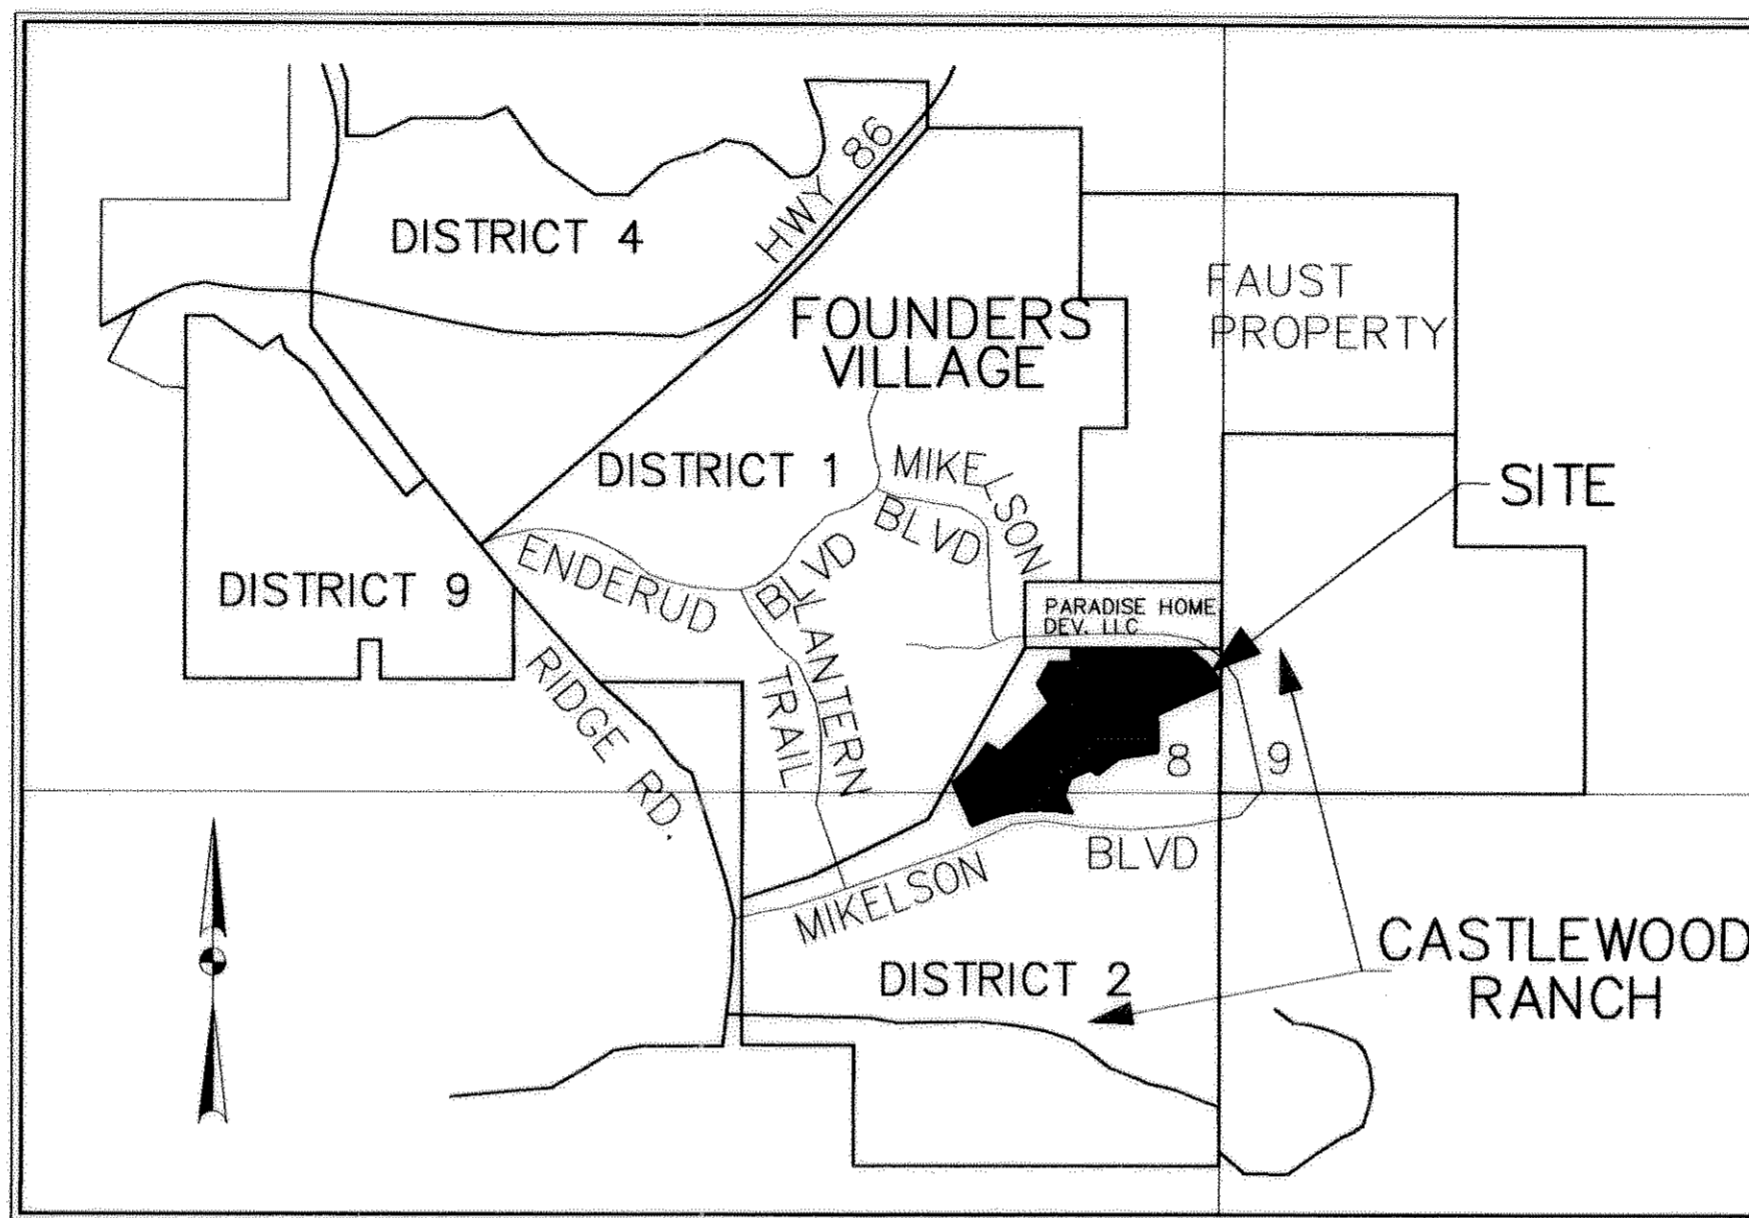 HWY 86
DISTRICT 4
FAUST
PROPERTY
FOUNDERS
VILLAGE
DISTRICT 1
MIKELSON
BLVD
SITE
ENDERUD
BLVD
DISTRICT 9
PARADISE HOME
DEV. LLC
LANTERN
TRAIL
RIDGE RD.
8
9
BLVD
MIKELSON
CASTLEWOOD
RANCH
DISTRICT 2